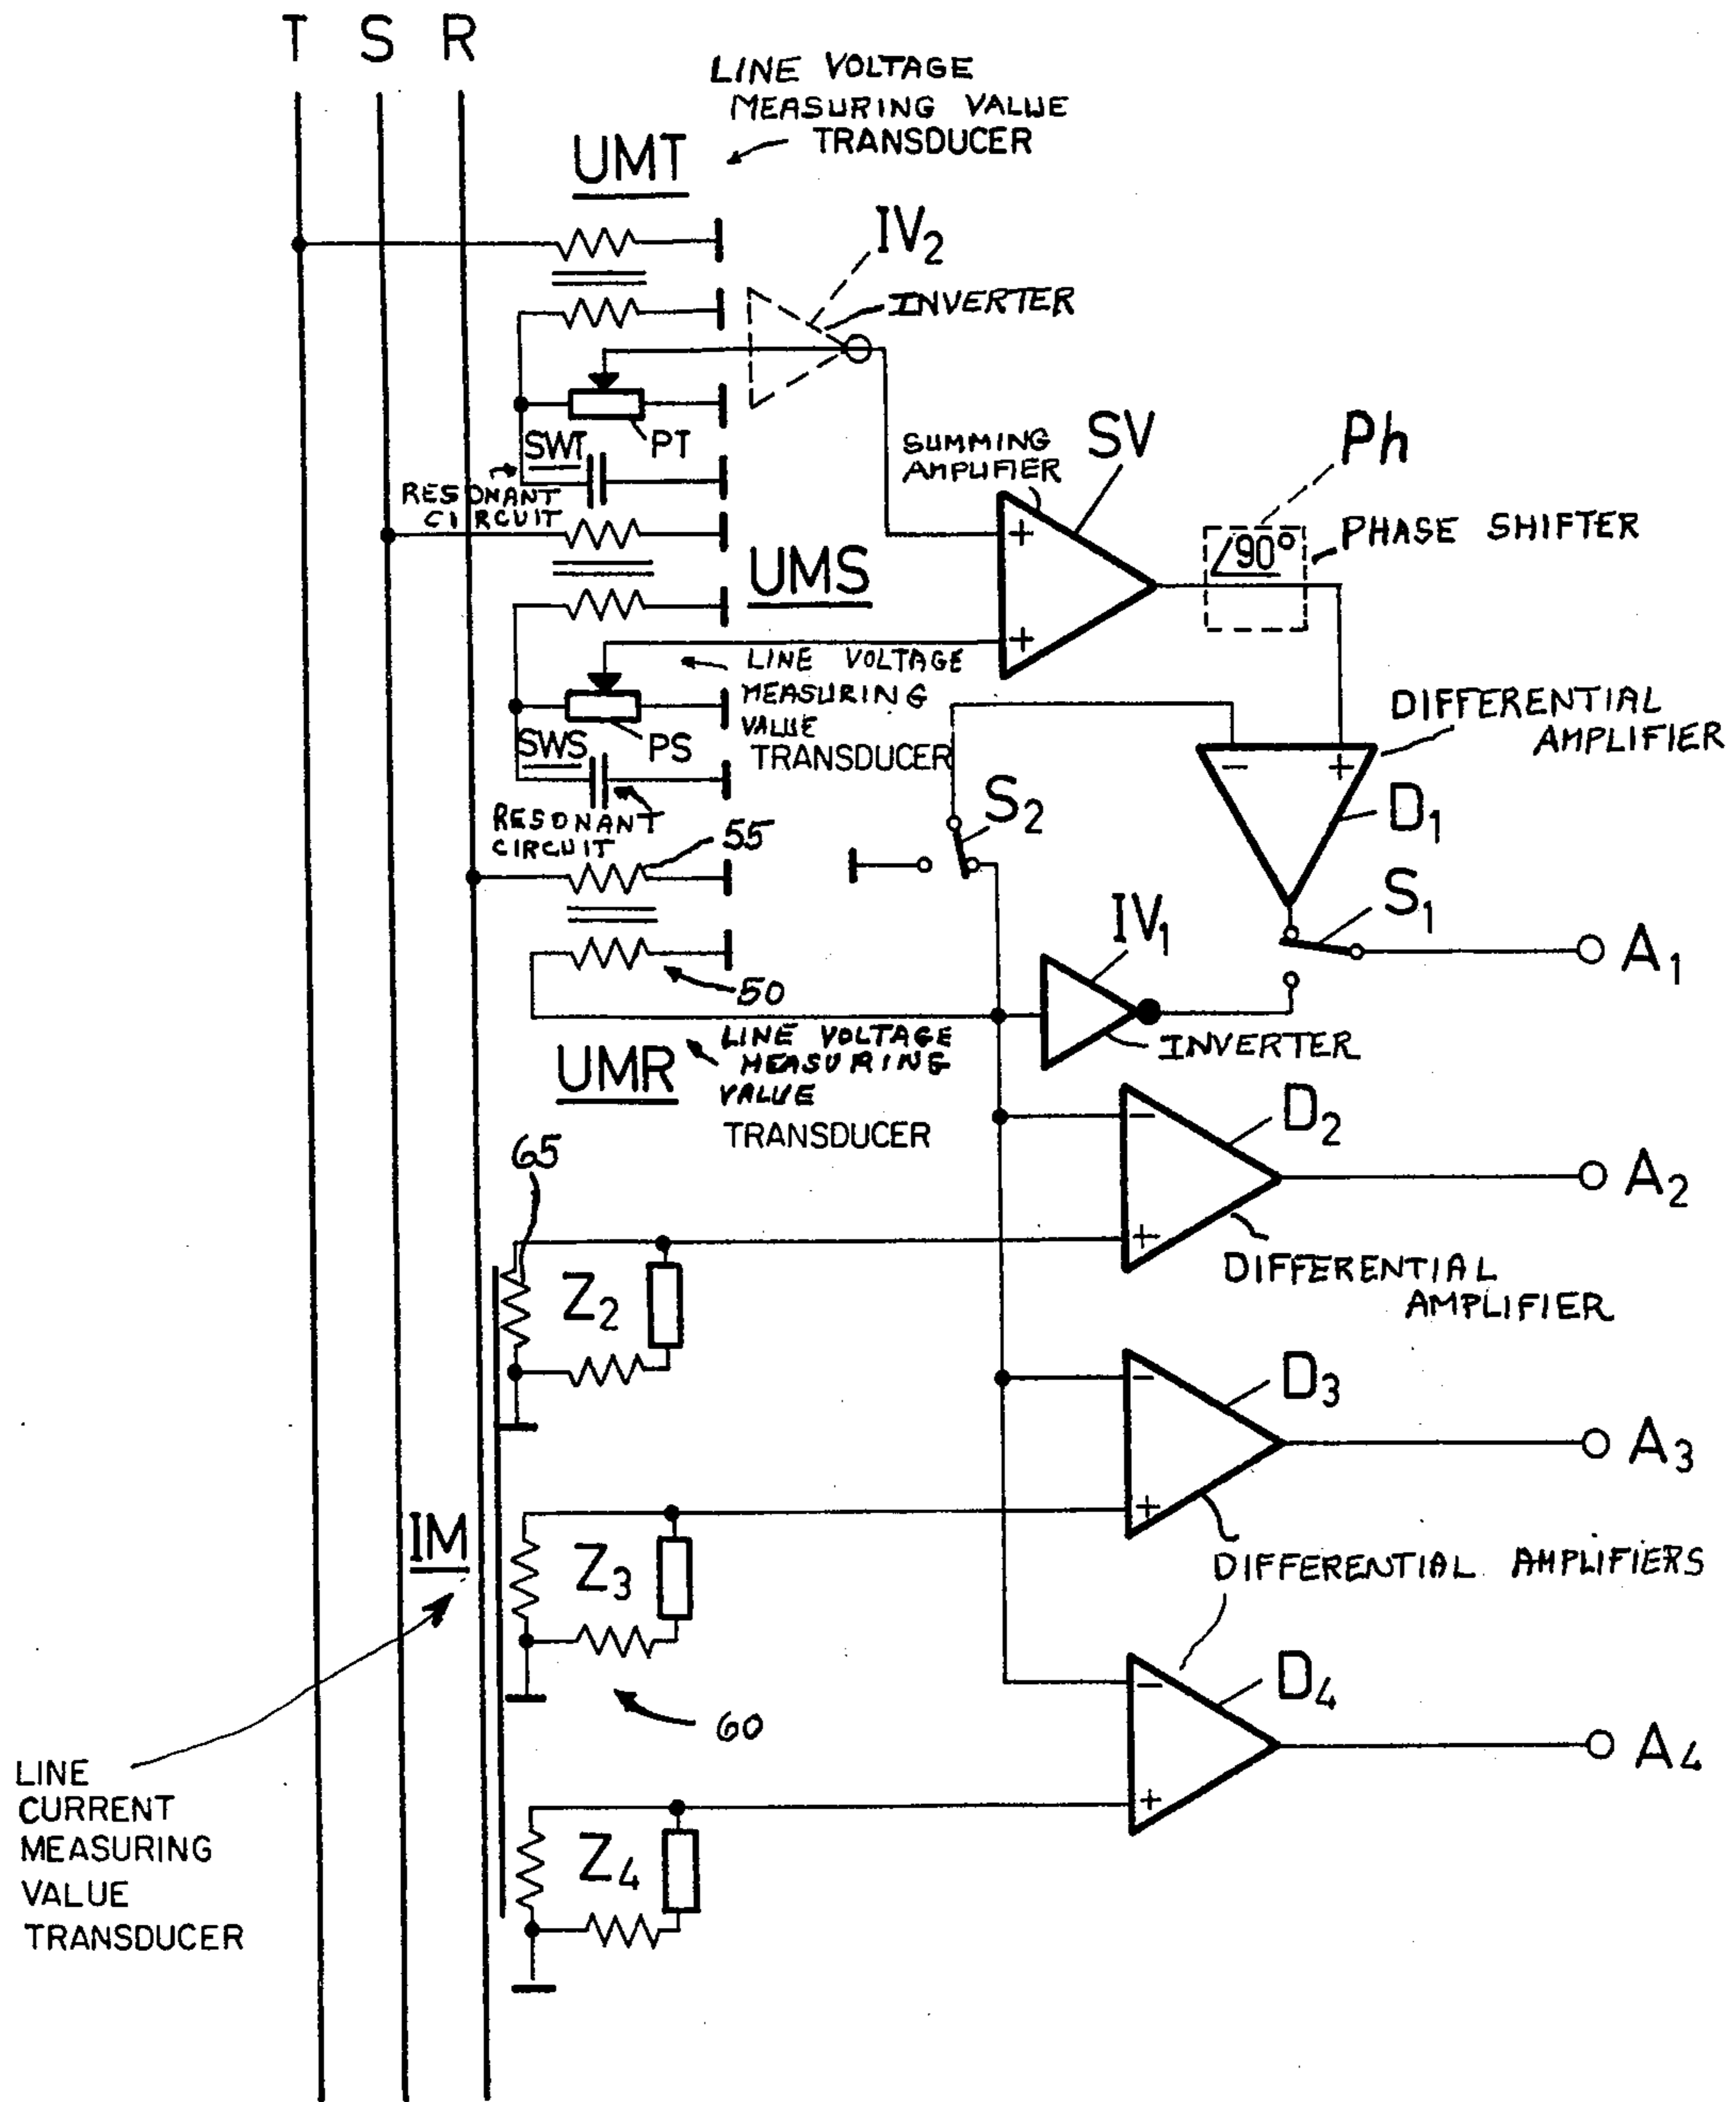 T S R
LINE VOLTAGE
MEASURING VALUE
TRANSDUCER
UMT
IV2
INVERTER
PT
SWT
RESONANT
CIRCUIT
SUMMING
AMPLIFIER
SV
Ph
∠90°
PHASE SHIFTER
+
+
UMS
LINE VOLTAGE
MEASURING
VALUE
TRANSDUCER
SWS
PS
RESONANT
CIRCUIT
DIFFERENTIAL
AMPLIFIER
- +
D1
S2
S1
A1
55
50
IV1
INVERTER
UMR
LINE VOLTAGE
MEASURING
VALUE
TRANSDUCER
65
-
+
D2
A2
DIFFERENTIAL
AMPLIFIER
Z2
-
+
D3
A3
IM
Z3
DIFFERENTIAL AMPLIFIERS
60
-
+
D4
A4
Z4
LINE
CURRENT
MEASURING
VALUE
TRANSDUCER